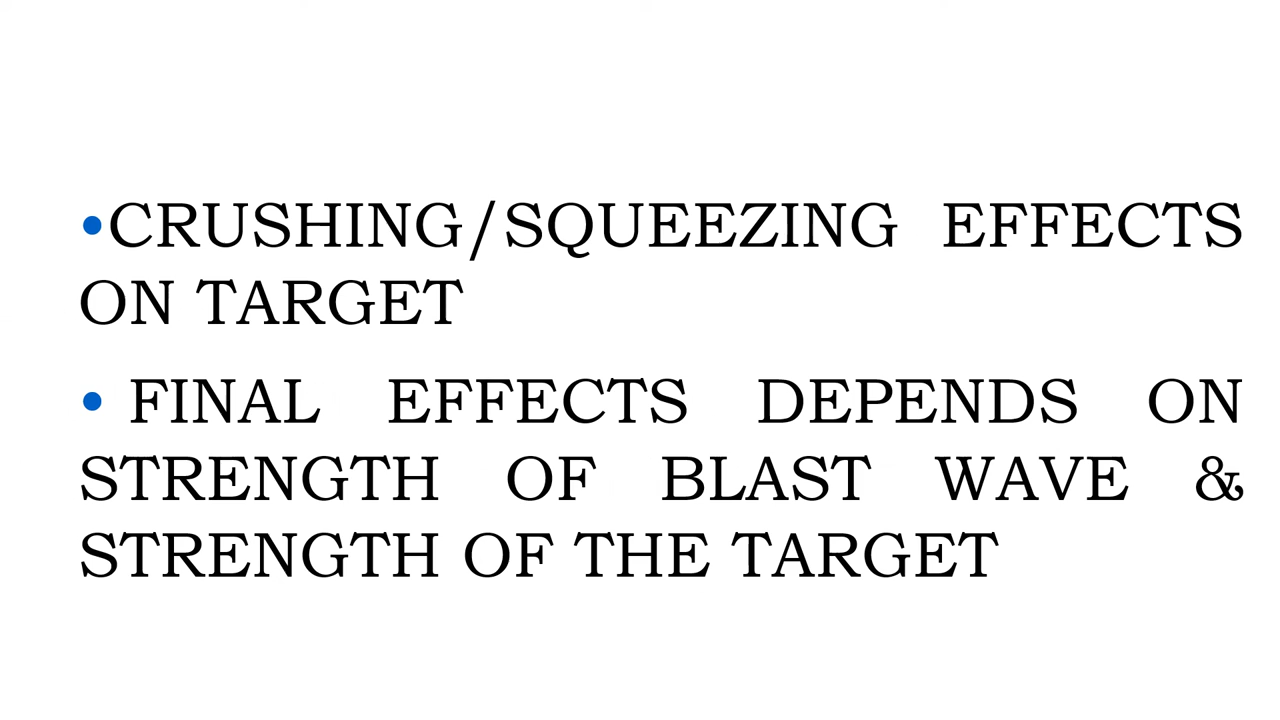 •CRUSHING/SQUEEZING EFFECTS
ON TARGET
• FINAL EFFECTS DEPENDS ON
STRENGTH OF BLAST WAVE &
STRENGTH OF THE TARGET